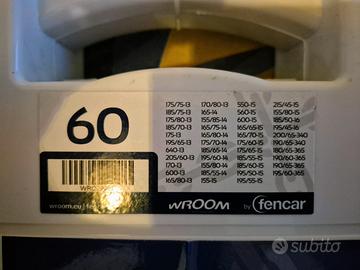 60
175/75-13 170/80-13 550-15 215/45-15
185/75-13 165-14 560-15 155/80-15
175/80-13 155/85-14 600-15 185/55-15
185/70-13 165/75-14 165/65-15 185/50-16
175-13 165/80-14 165/70-15 195/45-16
195/65-13 175/70-14 175/60-15 200/65-340
640-13 185/65-14 175/65-15 190/65-365
205/60-13 195/60-14 185/55-15 180/65-365
170-13 155/80-14 185/60-15 190/60-365
600-13 185/55-14 195/50-15 195/60-365
165/80-13 155-15 195/55-15
wroom.eu
WROOM by fencar
subito